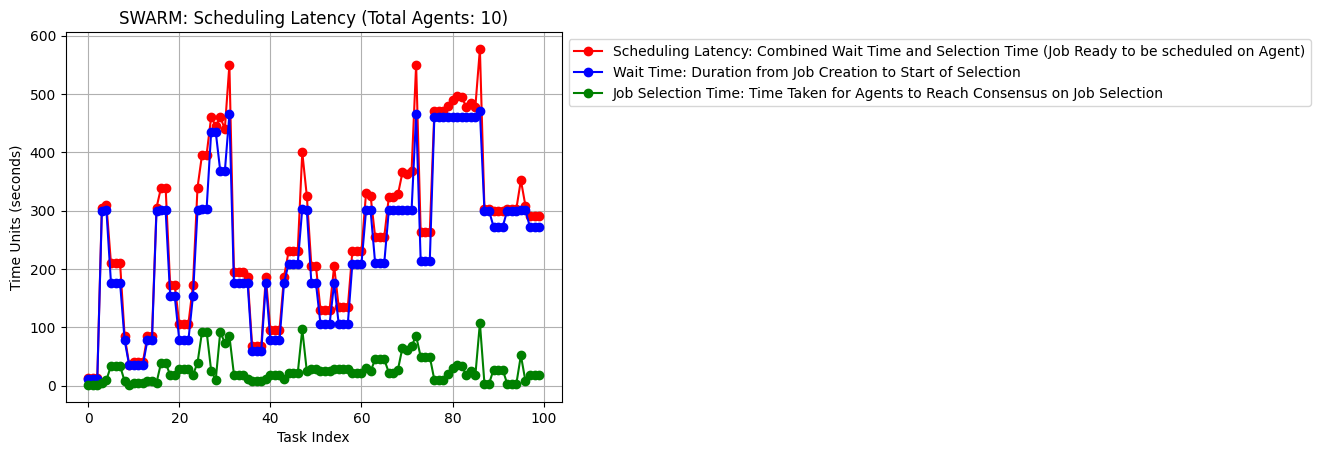 SWARM: Scheduling Latency (Total Agents: 10)
Scheduling Latency: Combined Wait Time and Selection Time (Job Ready to be scheduled on Agent)
Wait Time: Duration from Job Creation to Start of Selection
Job Selection Time: Time Taken for Agents to Reach Consensus on Job Selection
Time Units (seconds)
600
500
400
300
200
100
0
0 20 40 60 80 100
Task Index